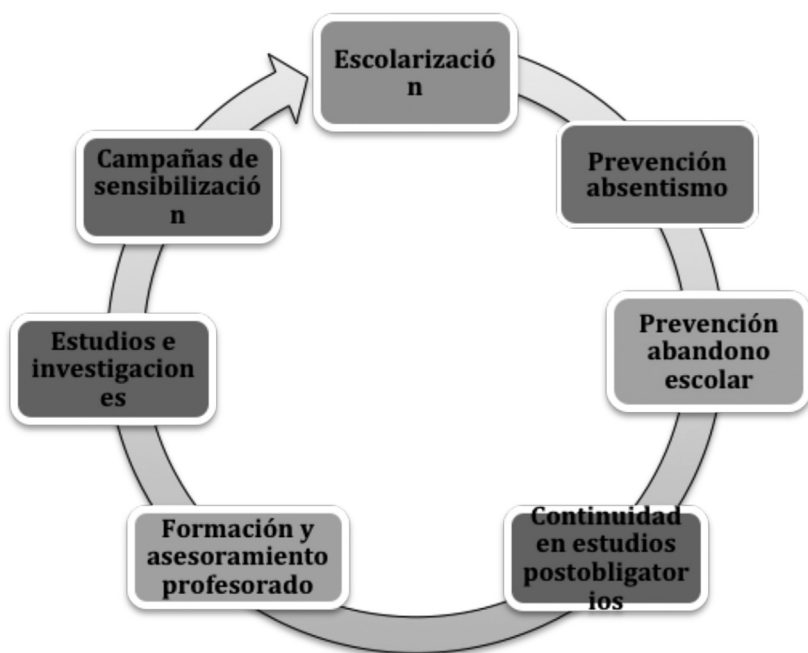 Escolarizació
n
Prevención
absentismo
Prevención
abandono
escolar
Continuidad
en estudios
postobligator
ios
Formación y
asesoramiento
profesorado
Estudios e
investigacion
es
Campañas de
sensibilizació
n